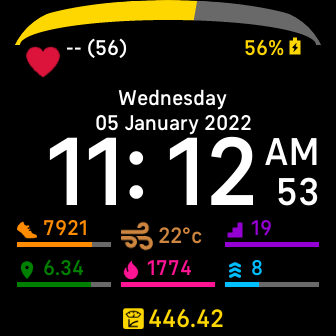 -- (56) 56%
Wednesday
05 January 2022
11:12 AM
53
7921 22°c 19
6.34 1774 8
446.42